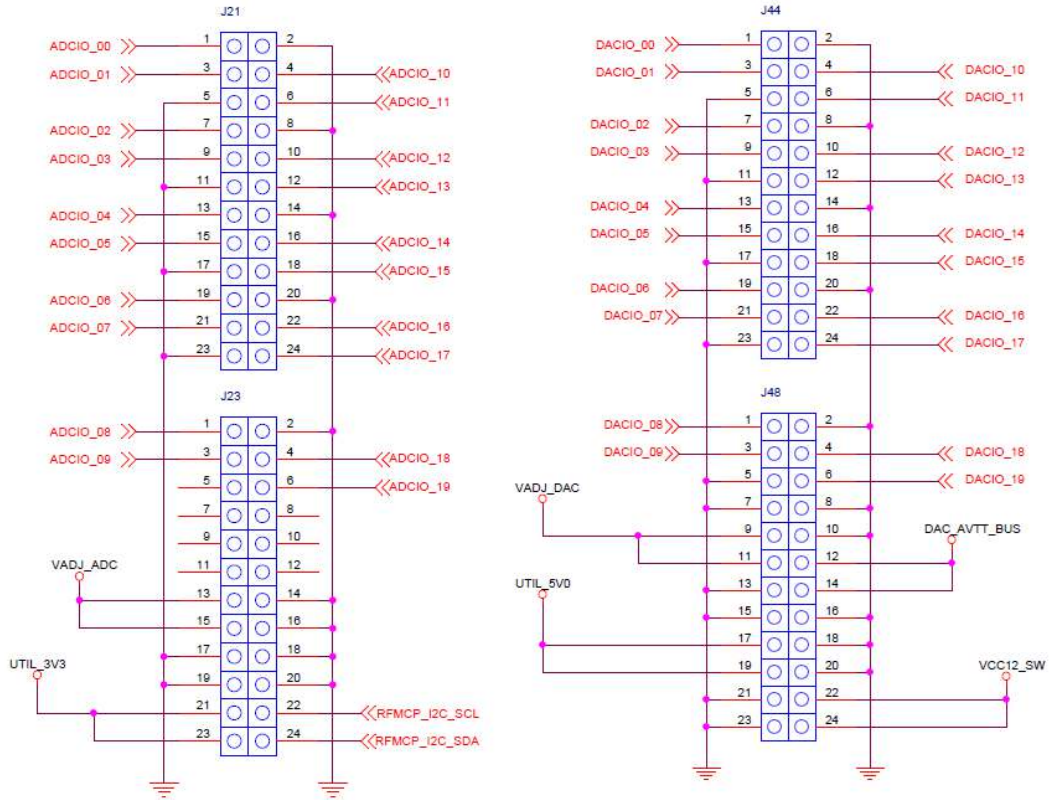 J21
ADCIO_00 1 2
ADCIO_01 3 4 ADCIO_10
5 6 ADCIO_11
ADCIO_02 7 8
ADCIO_03 9 10 ADCIO_12
11 12 ADCIO_13
ADCIO_04 13 14
ADCIO_05 15 16 ADCIO_14
17 18 ADCIO_15
ADCIO_06 19 20
ADCIO_07 21 22 ADCIO_16
23 24 ADCIO_17
J23
ADCIO_08 1 2
ADCIO_09 3 4 ADCIO_18
5 6 ADCIO_19
7 8
9 10
11 12
VADJ_ADC
13 14
15 16
17 18
UTIL_3V3
19 20
21 22 RFMCP_I2C_SCL
23 24 RFMCP_I2C_SDA
J44
DACIO_00 1 2
DACIO_01 3 4 DACIO_10
5 6 DACIO_11
DACIO_02 7 8
DACIO_03 9 10 DACIO_12
11 12 DACIO_13
DACIO_04 13 14
DACIO_05 15 16 DACIO_14
17 18 DACIO_15
DACIO_06 19 20
DACIO_07 21 22 DACIO_16
23 24 DACIO_17
J48
DACIO_08 1 2
DACIO_09 3 4 DACIO_18
5 6 DACIO_19
VADJ_DAC
7 8
9 10 DAC_AVTT_BUS
11 12
UTIL_5V0
13 14
15 16
17 18
19 20 VCC12_SW
21 22
23 24